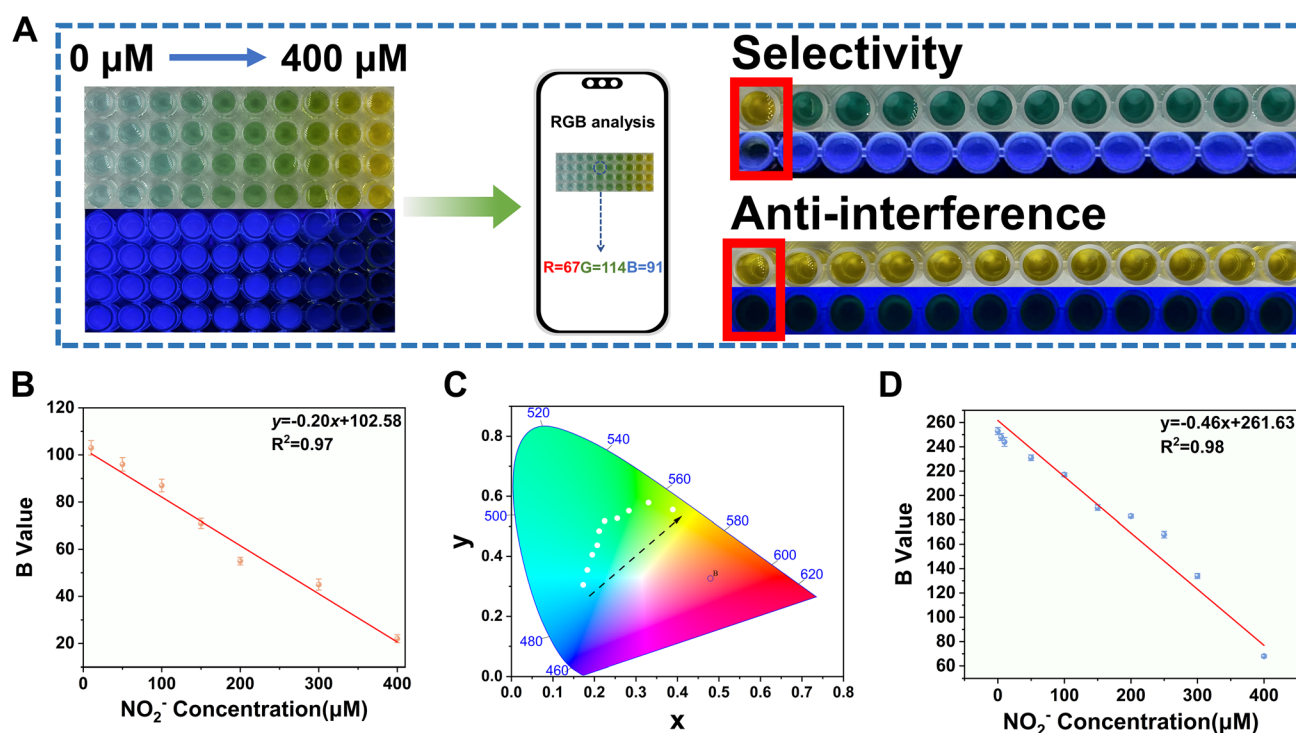 A
0 μM 400 μM
RGB analysis
R=67G=114B=91
Selectivity
Anti-interference
B
y=-0.20x+102.58
R²=0.97
120
100
80
60
40
20
0 100 200 300 400
B Value
NO₂⁻ Concentration(μM)
C
520
540
560
580
600
620
500
480
460
B
0.8
0.6
0.4
0.2
0.0
0.0 0.1 0.2 0.3 0.4 0.5 0.6 0.7 0.8
y
x
D
y=-0.46x+261.63
R²=0.98
260
240
220
200
180
160
140
120
100
80
60
0 100 200 300 400
B Value
NO₂⁻ Concentration(μM)